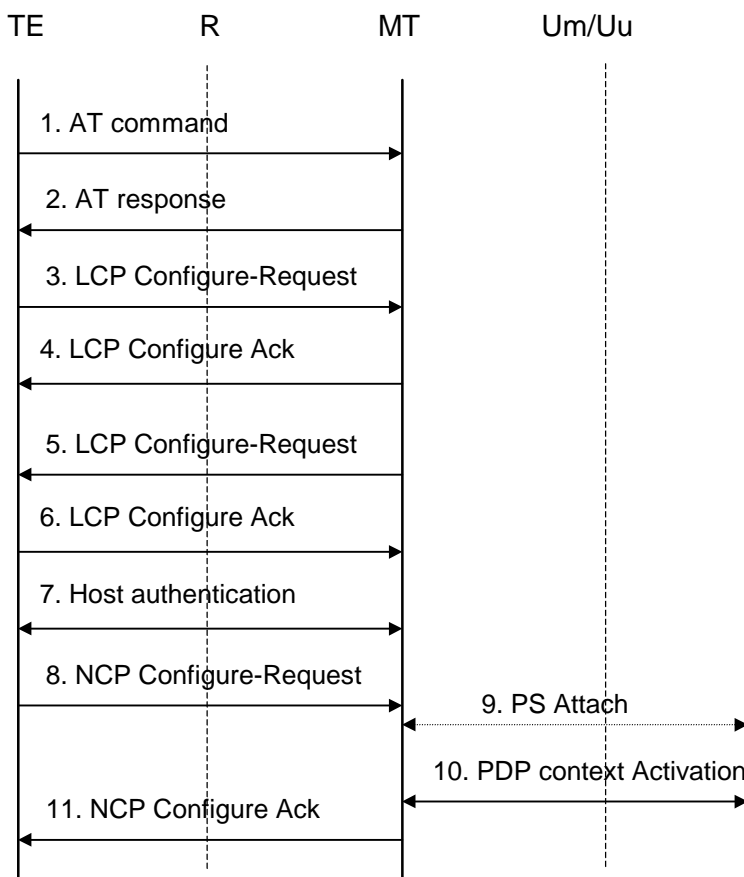 TE R MT Um/Uu
1. AT command
2. AT response
3. LCP Configure-Request
4. LCP Configure Ack
5. LCP Configure-Request
6. LCP Configure Ack
7. Host authentication
8. NCP Configure-Request
9. PS Attach
10. PDP context Activation
11. NCP Configure Ack